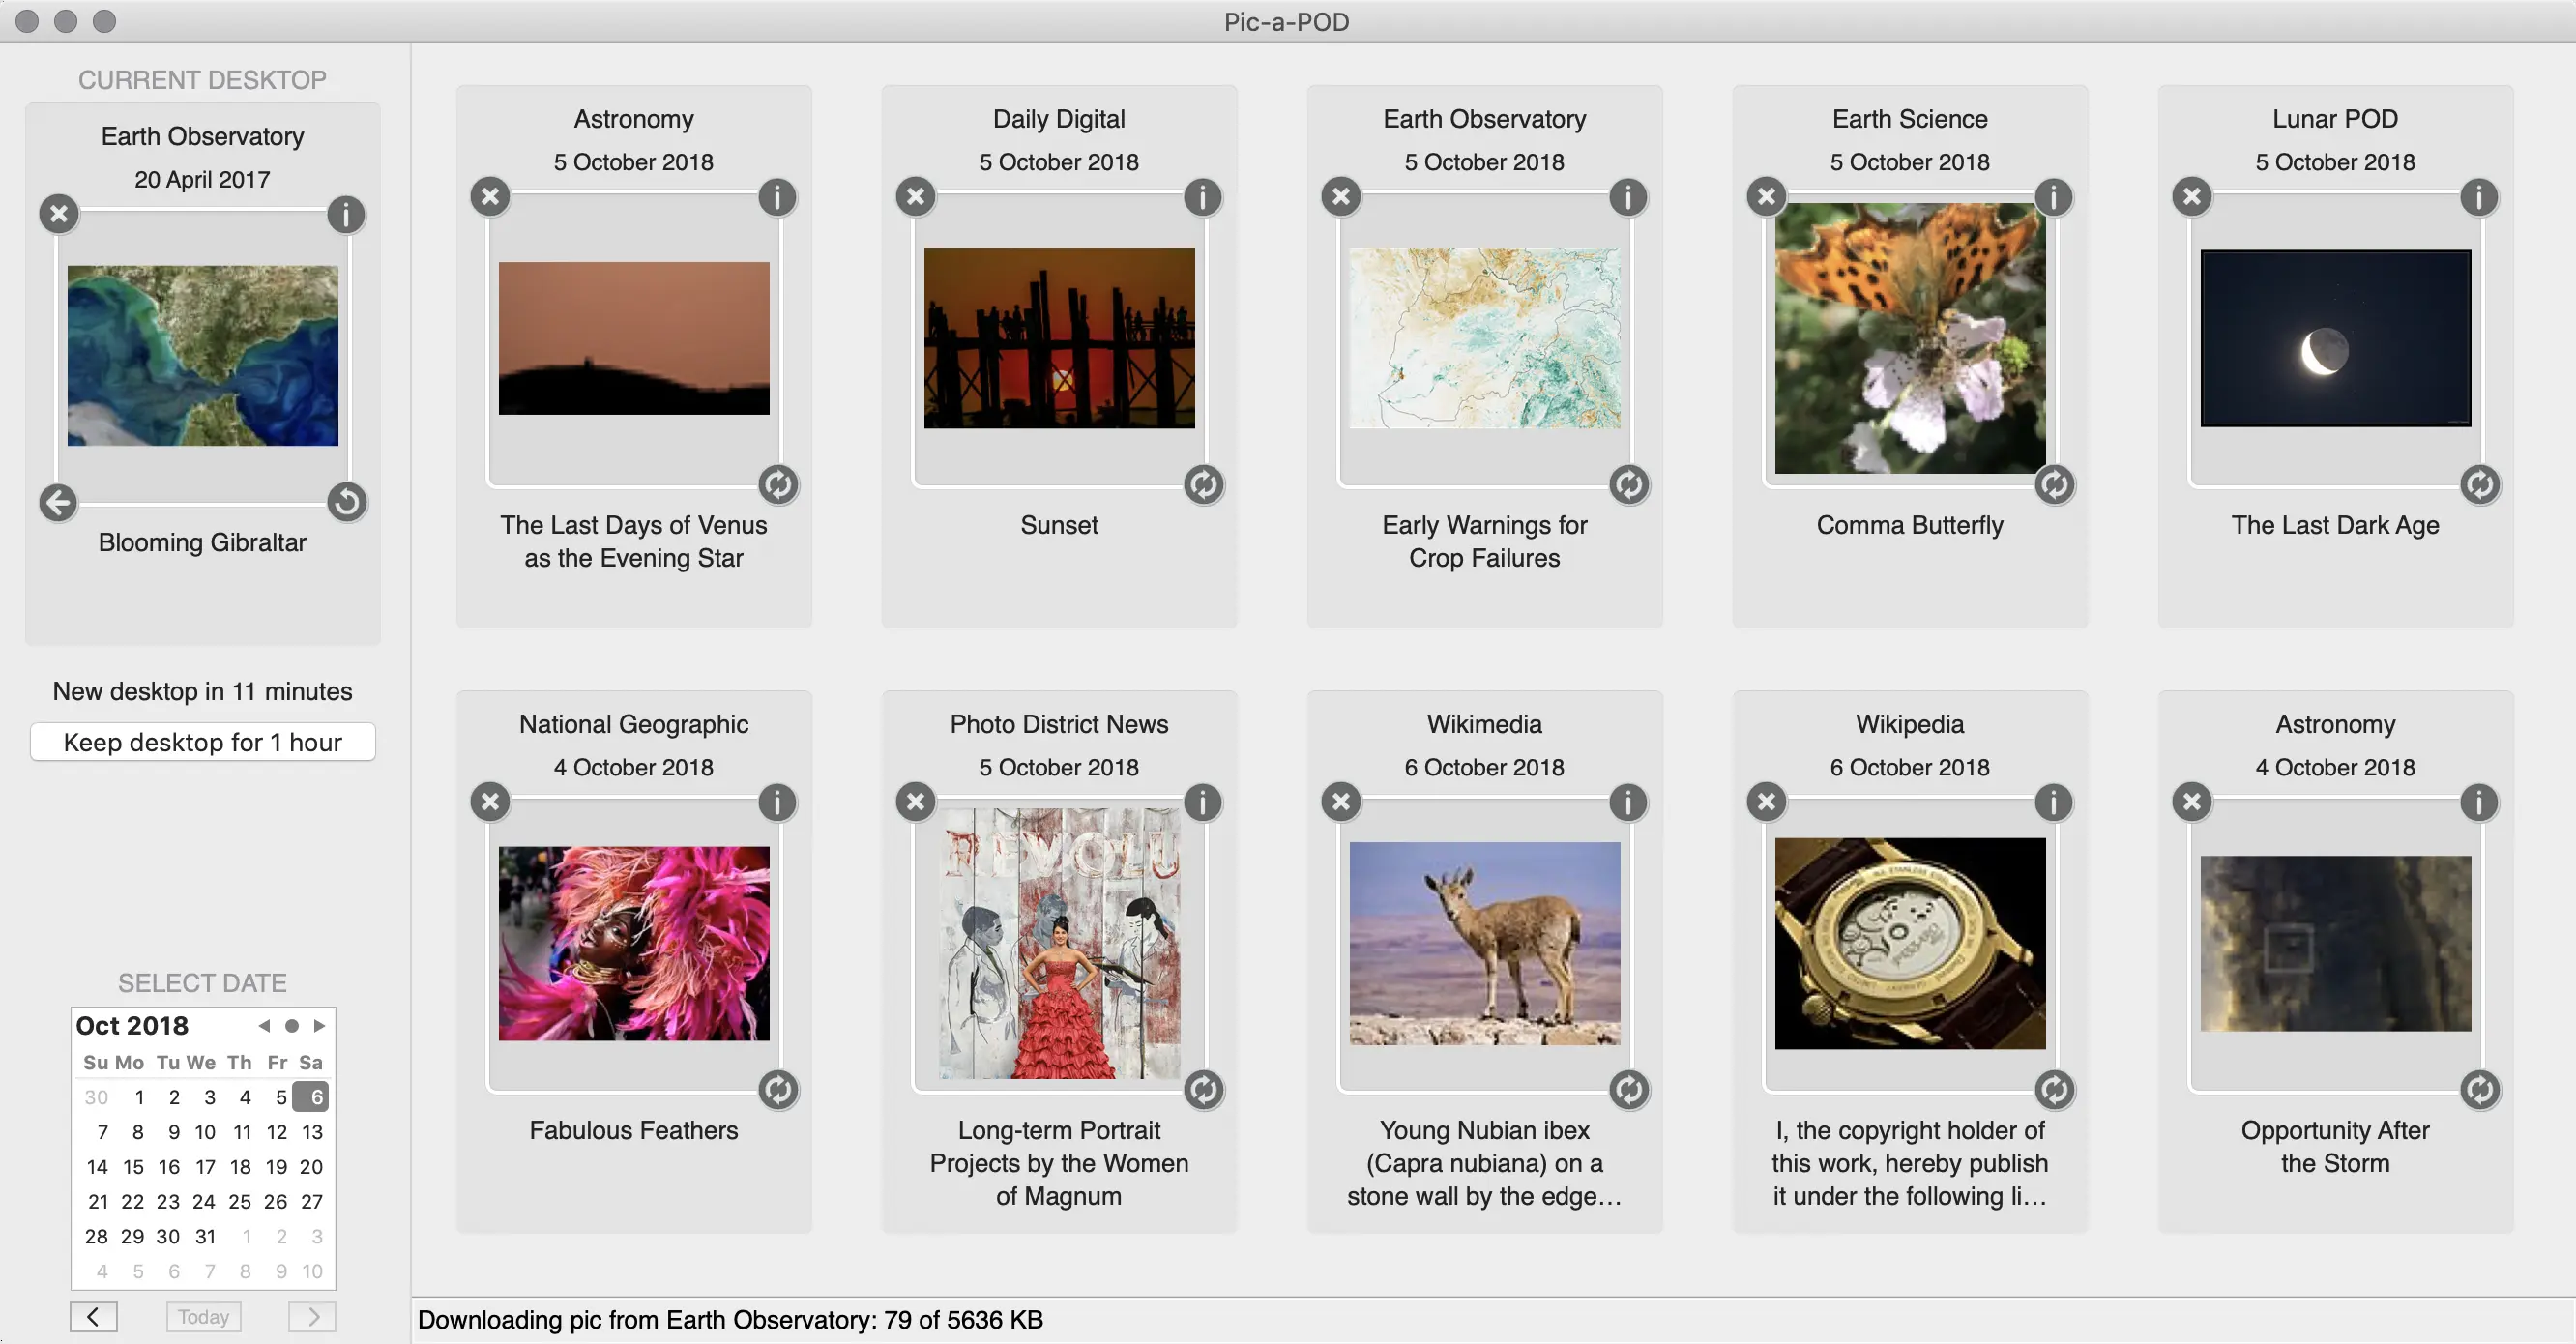 Pic-a-POD
CURRENT DESKTOP
Earth Observatory
20 April 2017
Blooming Gibraltar
New desktop in 11 minutes
Keep desktop for 1 hour
SELECT DATE
Oct 2018
Su Mo Tu We Th Fr Sa
30 1 2 3 4 5 6
7 8 9 10 11 12 13
14 15 16 17 18 19 20
21 22 23 24 25 26 27
28 29 30 31 1 2 3
4 5 6 7 8 9 10
Today
Astronomy
5 October 2018
The Last Days of Venus
as the Evening Star
Daily Digital
5 October 2018
Sunset
Earth Observatory
5 October 2018
Early Warnings for
Crop Failures
Earth Science
5 October 2018
Comma Butterfly
Lunar POD
5 October 2018
The Last Dark Age
National Geographic
4 October 2018
Fabulous Feathers
Photo District News
5 October 2018
REVOLU
Long-term Portrait
Projects by the Women
of Magnum
Wikimedia
6 October 2018
Young Nubian ibex
(Capra nubiana) on a
stone wall by the edge…
Wikipedia
6 October 2018
I, the copyright holder of
this work, hereby publish
it under the following li…
Astronomy
4 October 2018
Opportunity After
the Storm
Downloading pic from Earth Observatory: 79 of 5636 KB